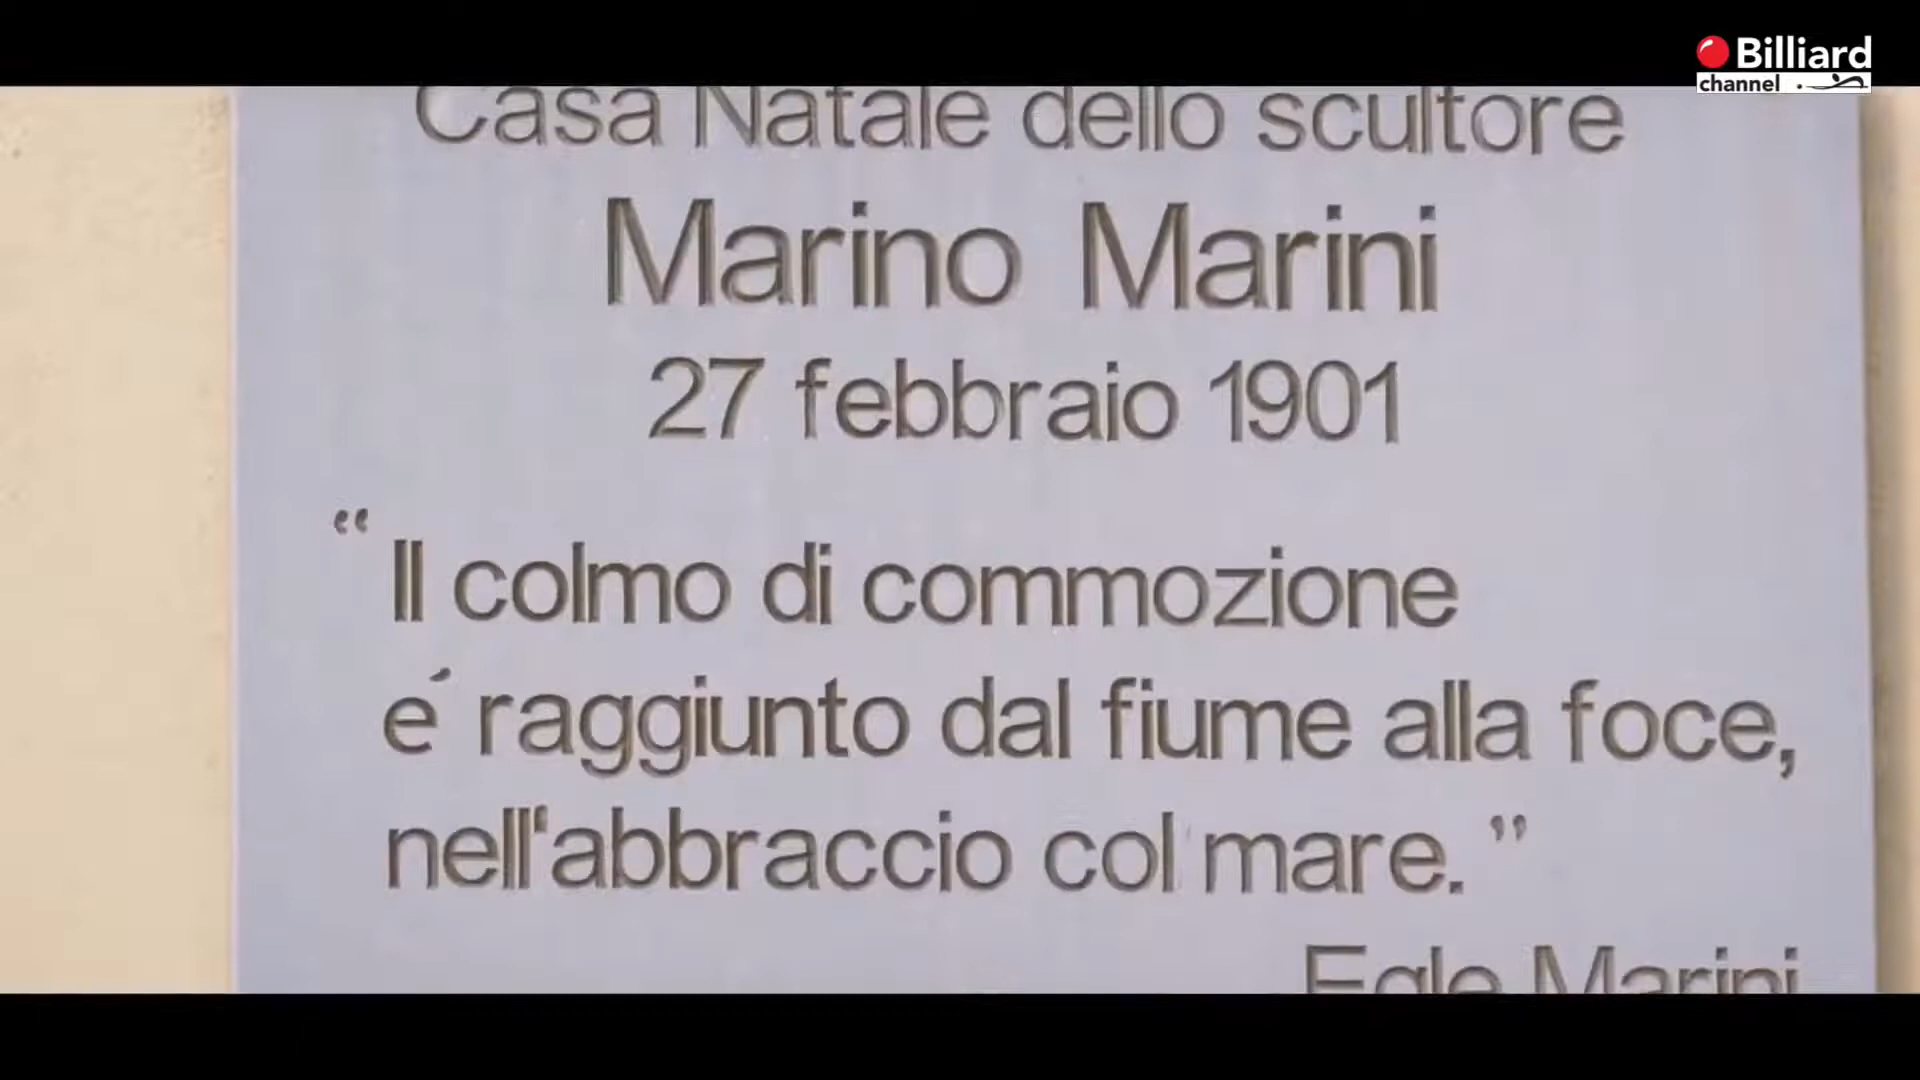 Billiard
channel
Casa Natale dello scultore
Marino Marini
27 febbraio 1901
“Il colmo di commozione
é raggiunto dal fiume alla foce,
nell‘abbraccio col mare.”
Egle Marini